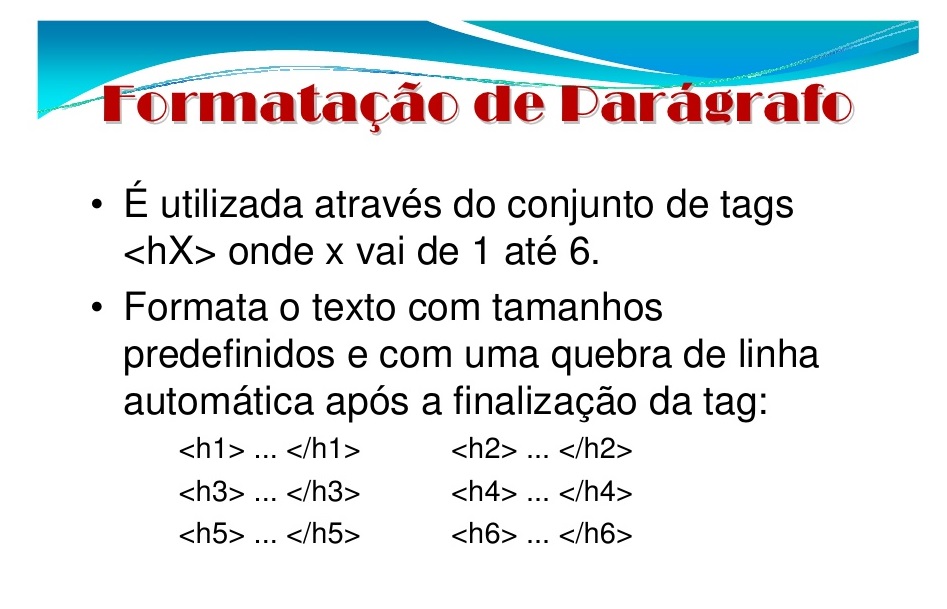 Formatação de Parágrafo
• É utilizada através do conjunto de tags
<hX> onde x vai de 1 até 6.
• Formata o texto com tamanhos
predefinidos e com uma quebra de linha
automática após a finalização da tag:
<h1> ... </h1> <h2> ... </h2>
<h3> ... </h3> <h4> ... </h4>
<h5> ... </h5> <h6> ... </h6>